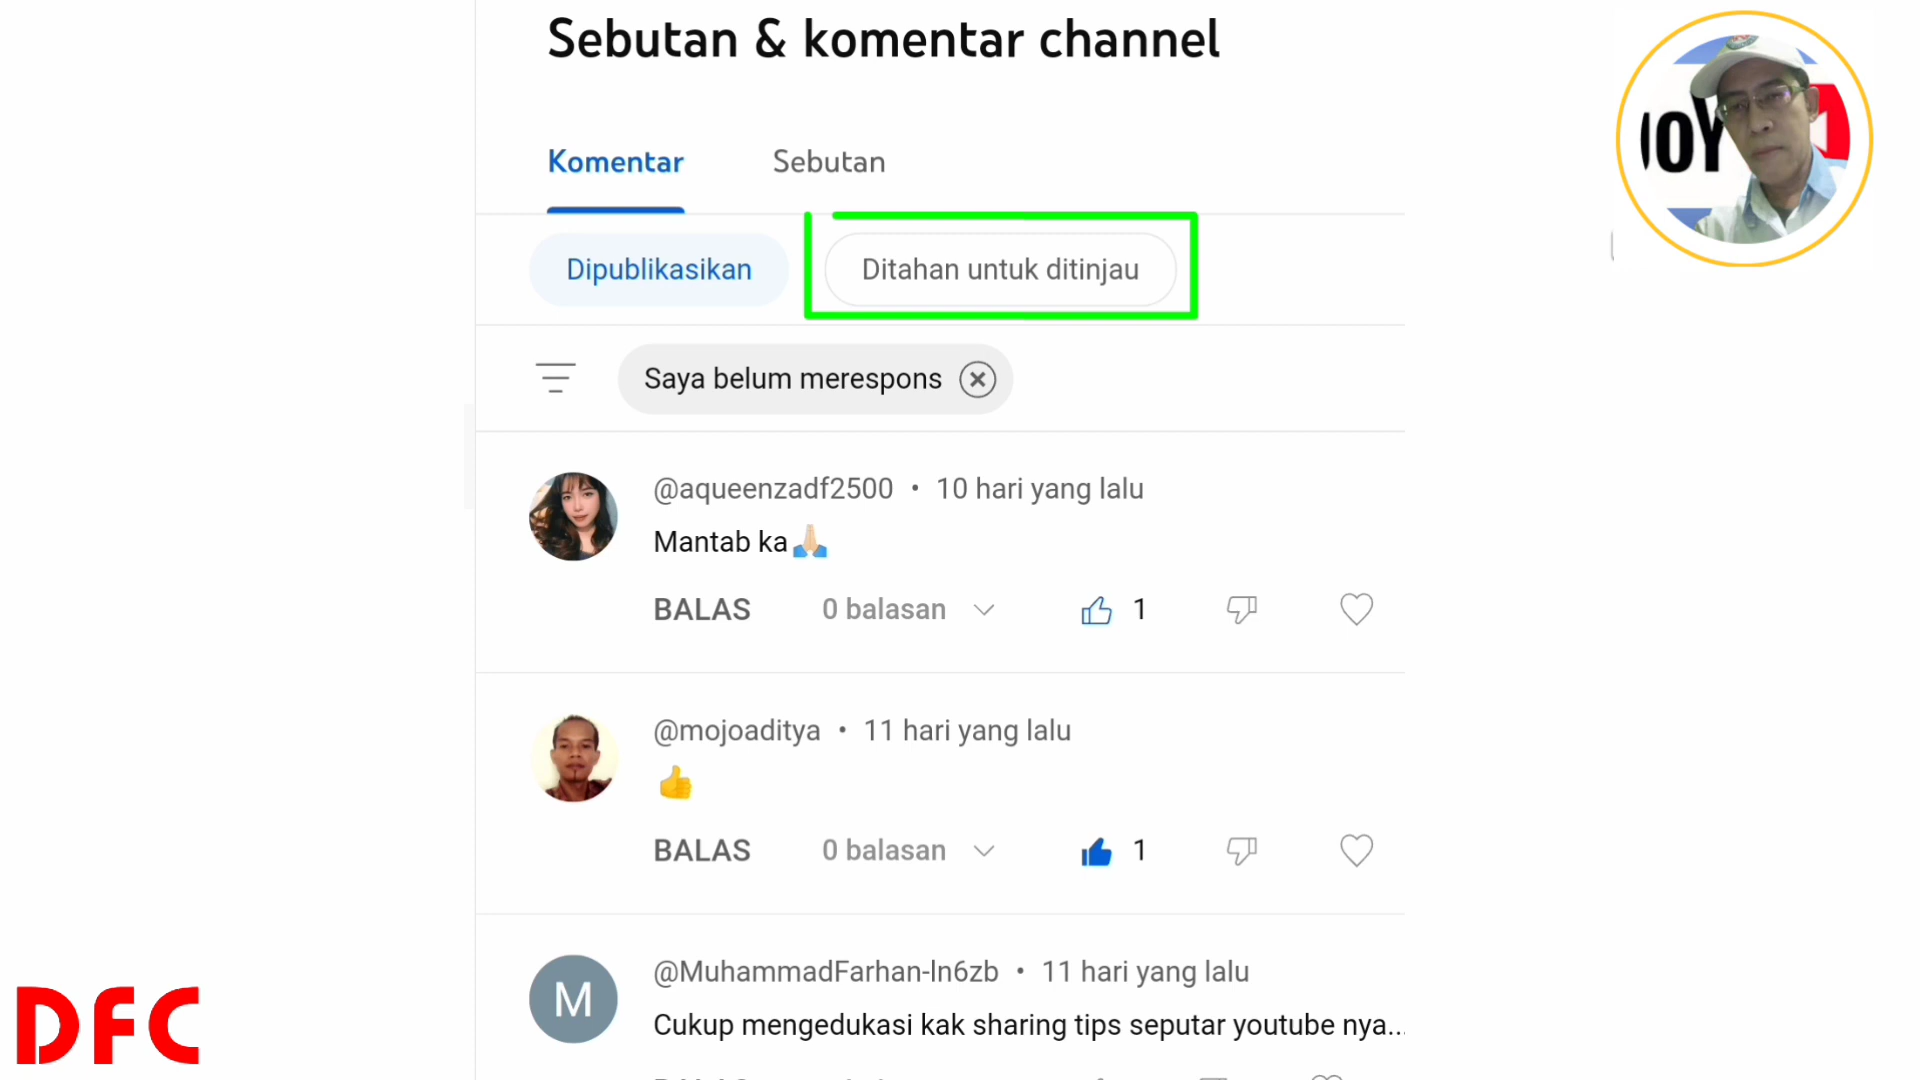 Sebutan & komentar channel
Komentar Sebutan
Dipublikasikan Ditahan untuk ditinjau
Saya belum merespons
@aqueenzadf2500 • 10 hari yang lalu
Mantab ka🙏🏻
BALAS 0 balasan 1
@mojoaditya • 11 hari yang lalu
👍
BALAS 0 balasan 1
M @MuhammadFarhan-ln6zb • 11 hari yang lalu
Cukup mengedukasi kak sharing tips seputar youtube nya...
DFC